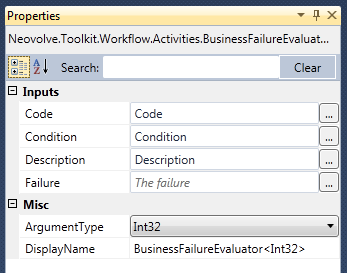 Properties
Neovolve.Toolkit.Workflow.Activities.BusinessFailureEvaluat...
A Z Search: Clear
Inputs
Code Code ...
Condition Condition ...
Description Description ...
Failure The failure ...
Misc
ArgumentType Int32
DisplayName BusinessFailureEvaluator<Int32>